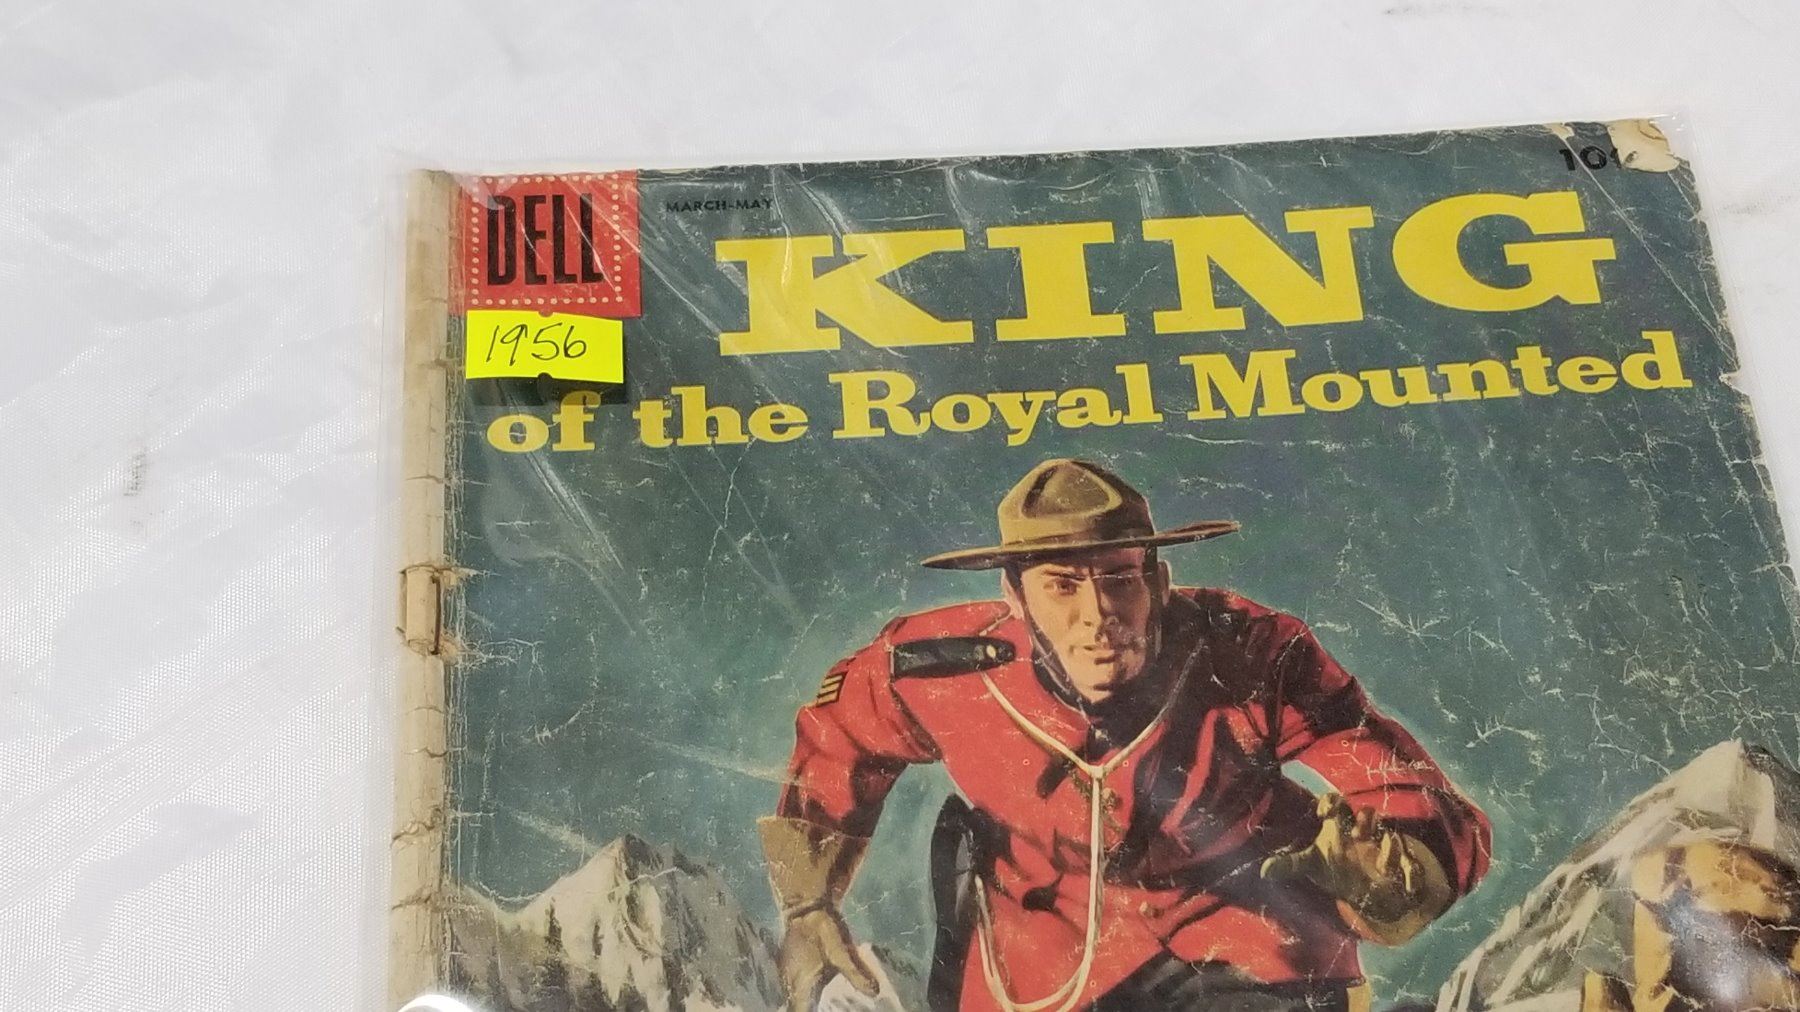 DELL
MARCH-MAY
10¢
KING
1956
of the Royal Mounted